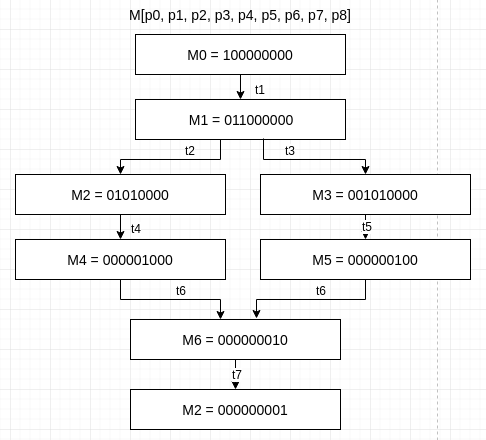 M[p0, p1, p2, p3, p4, p5, p6, p7, p8]
M0 = 100000000
t1
M1 = 011000000
t2
t3
M2 = 01010000
M3 = 001010000
t4
t5
M4 = 000001000
M5 = 000000100
t6
t6
M6 = 000000010
t7
M2 = 000000001